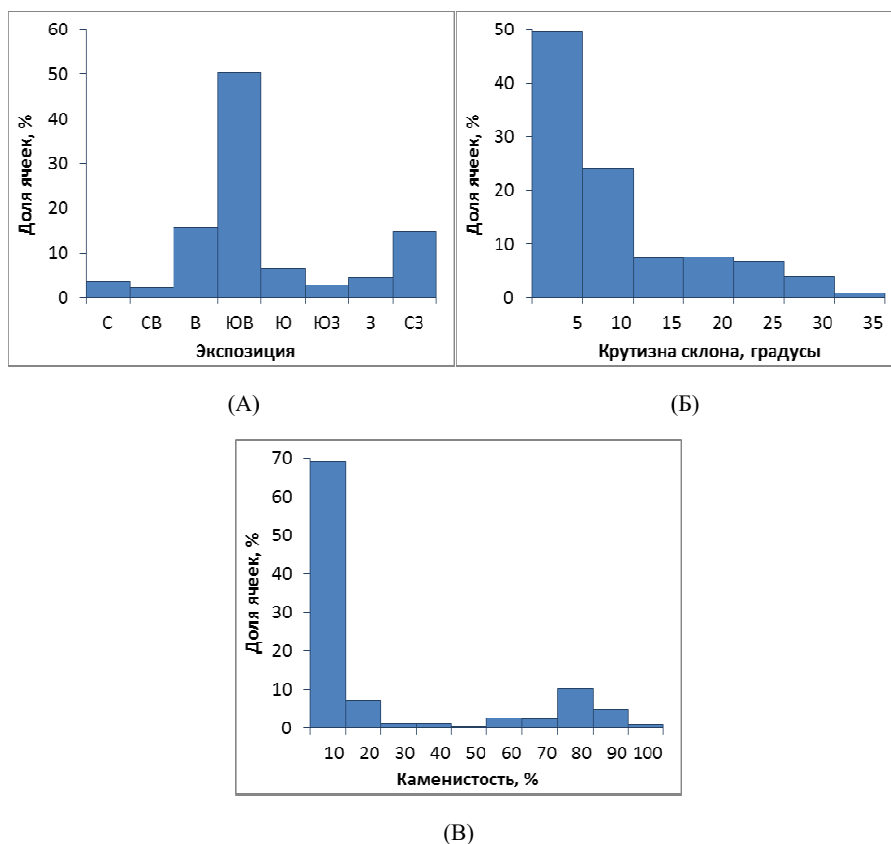 60
50
40
30
20
10
0
Доля ячеек, %
С СВ В ЮВ Ю ЮЗ З СЗ
Экспозиция
(А)
50
40
30
20
10
0
Доля ячеек, %
5 10 15 20 25 30 35
Крутизна склона, градусы
(Б)
70
60
50
40
30
20
10
0
Доля ячеек, %
10 20 30 40 50 60 70 80 90 100
Каменистость, %
(В)